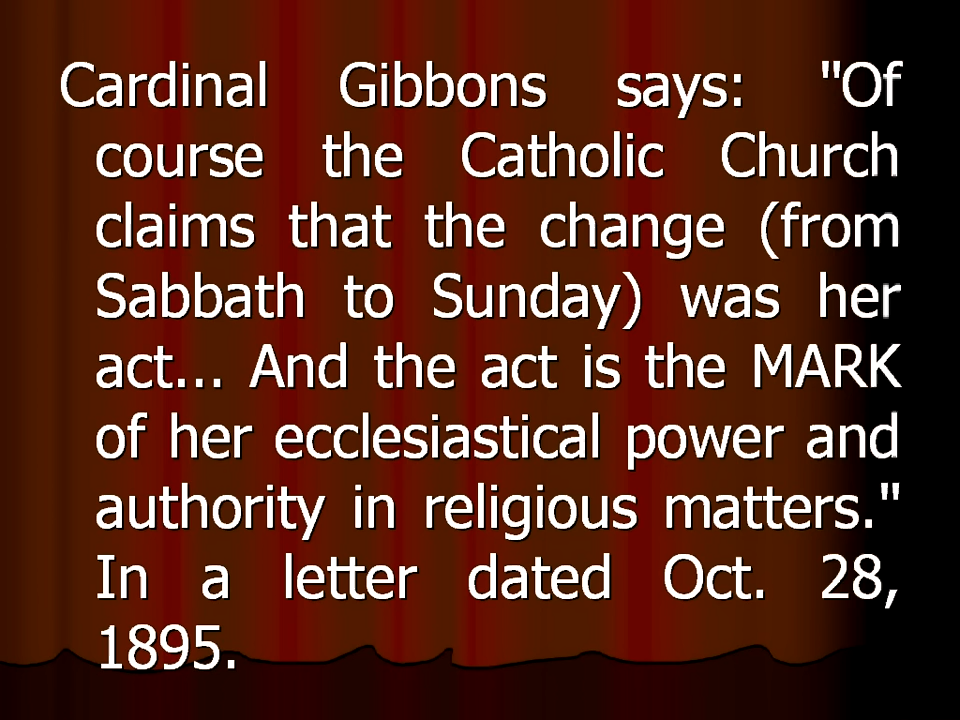 Cardinal Gibbons says: "Of
course the Catholic Church
claims that the change (from
Sabbath to Sunday) was her
act... And the act is the MARK
of her ecclesiastical power and
authority in religious matters."
In a letter dated Oct. 28,
1895.